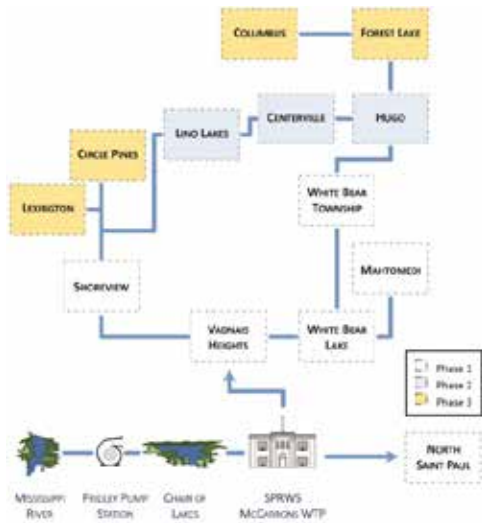 COLUMBUS
FOREST LAKE
LINO LAKES
CENTERVILLE
HUGO
CIRCLE PINES
LEXINGTON
WHITE BEAR
TOWNSHIP
SHOREVIEW
MAHTOMEDI
VADNAIS
HEIGHTS
WHITE BEAR
LAKE
Phase 1
Phase 2
Phase 3
NORTH
SAINT PAUL
MISSISSIPPI
RIVER
FRIDLEY PUMP
STATION
CHAIN OF
LAKES
SPRWS
MCCARRONS WTP